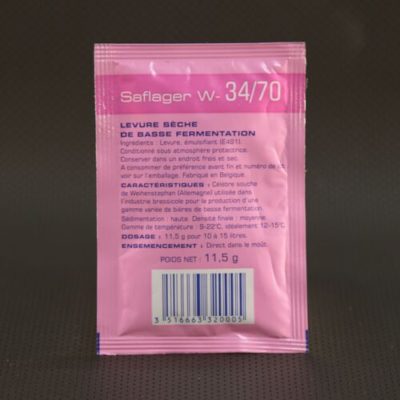 Saflager W- 34/70
LEVURE SÈCHE
DE BASSE FERMENTATION
Ingrédients : Levure, émulsifiant (E491).
Conditionné sous atmosphère protectrice.
Conserver dans un endroit frais et sec.
A consommer de préférence avant fin et numéro de lot
voir sur l'emballage. Fabriqué en Belgique.
CARACTÉRISTIQUES : Célèbre souche
de Weihenstephan (Allemagne) utilisée dans
l'industrie brassicole pour la production d'une
gamme variée de bières de basse fermentation.
Sédimentation : haute. Densité finale : moyenne.
Gamme de température : 9-22°C, idéalement 12-15°C
DOSAGE : 11,5 g pour 10 à 15 litres.
ENSEMENCEMENT : Direct dans le moût.
POIDS NET : 11,5 g
3 516663 320005